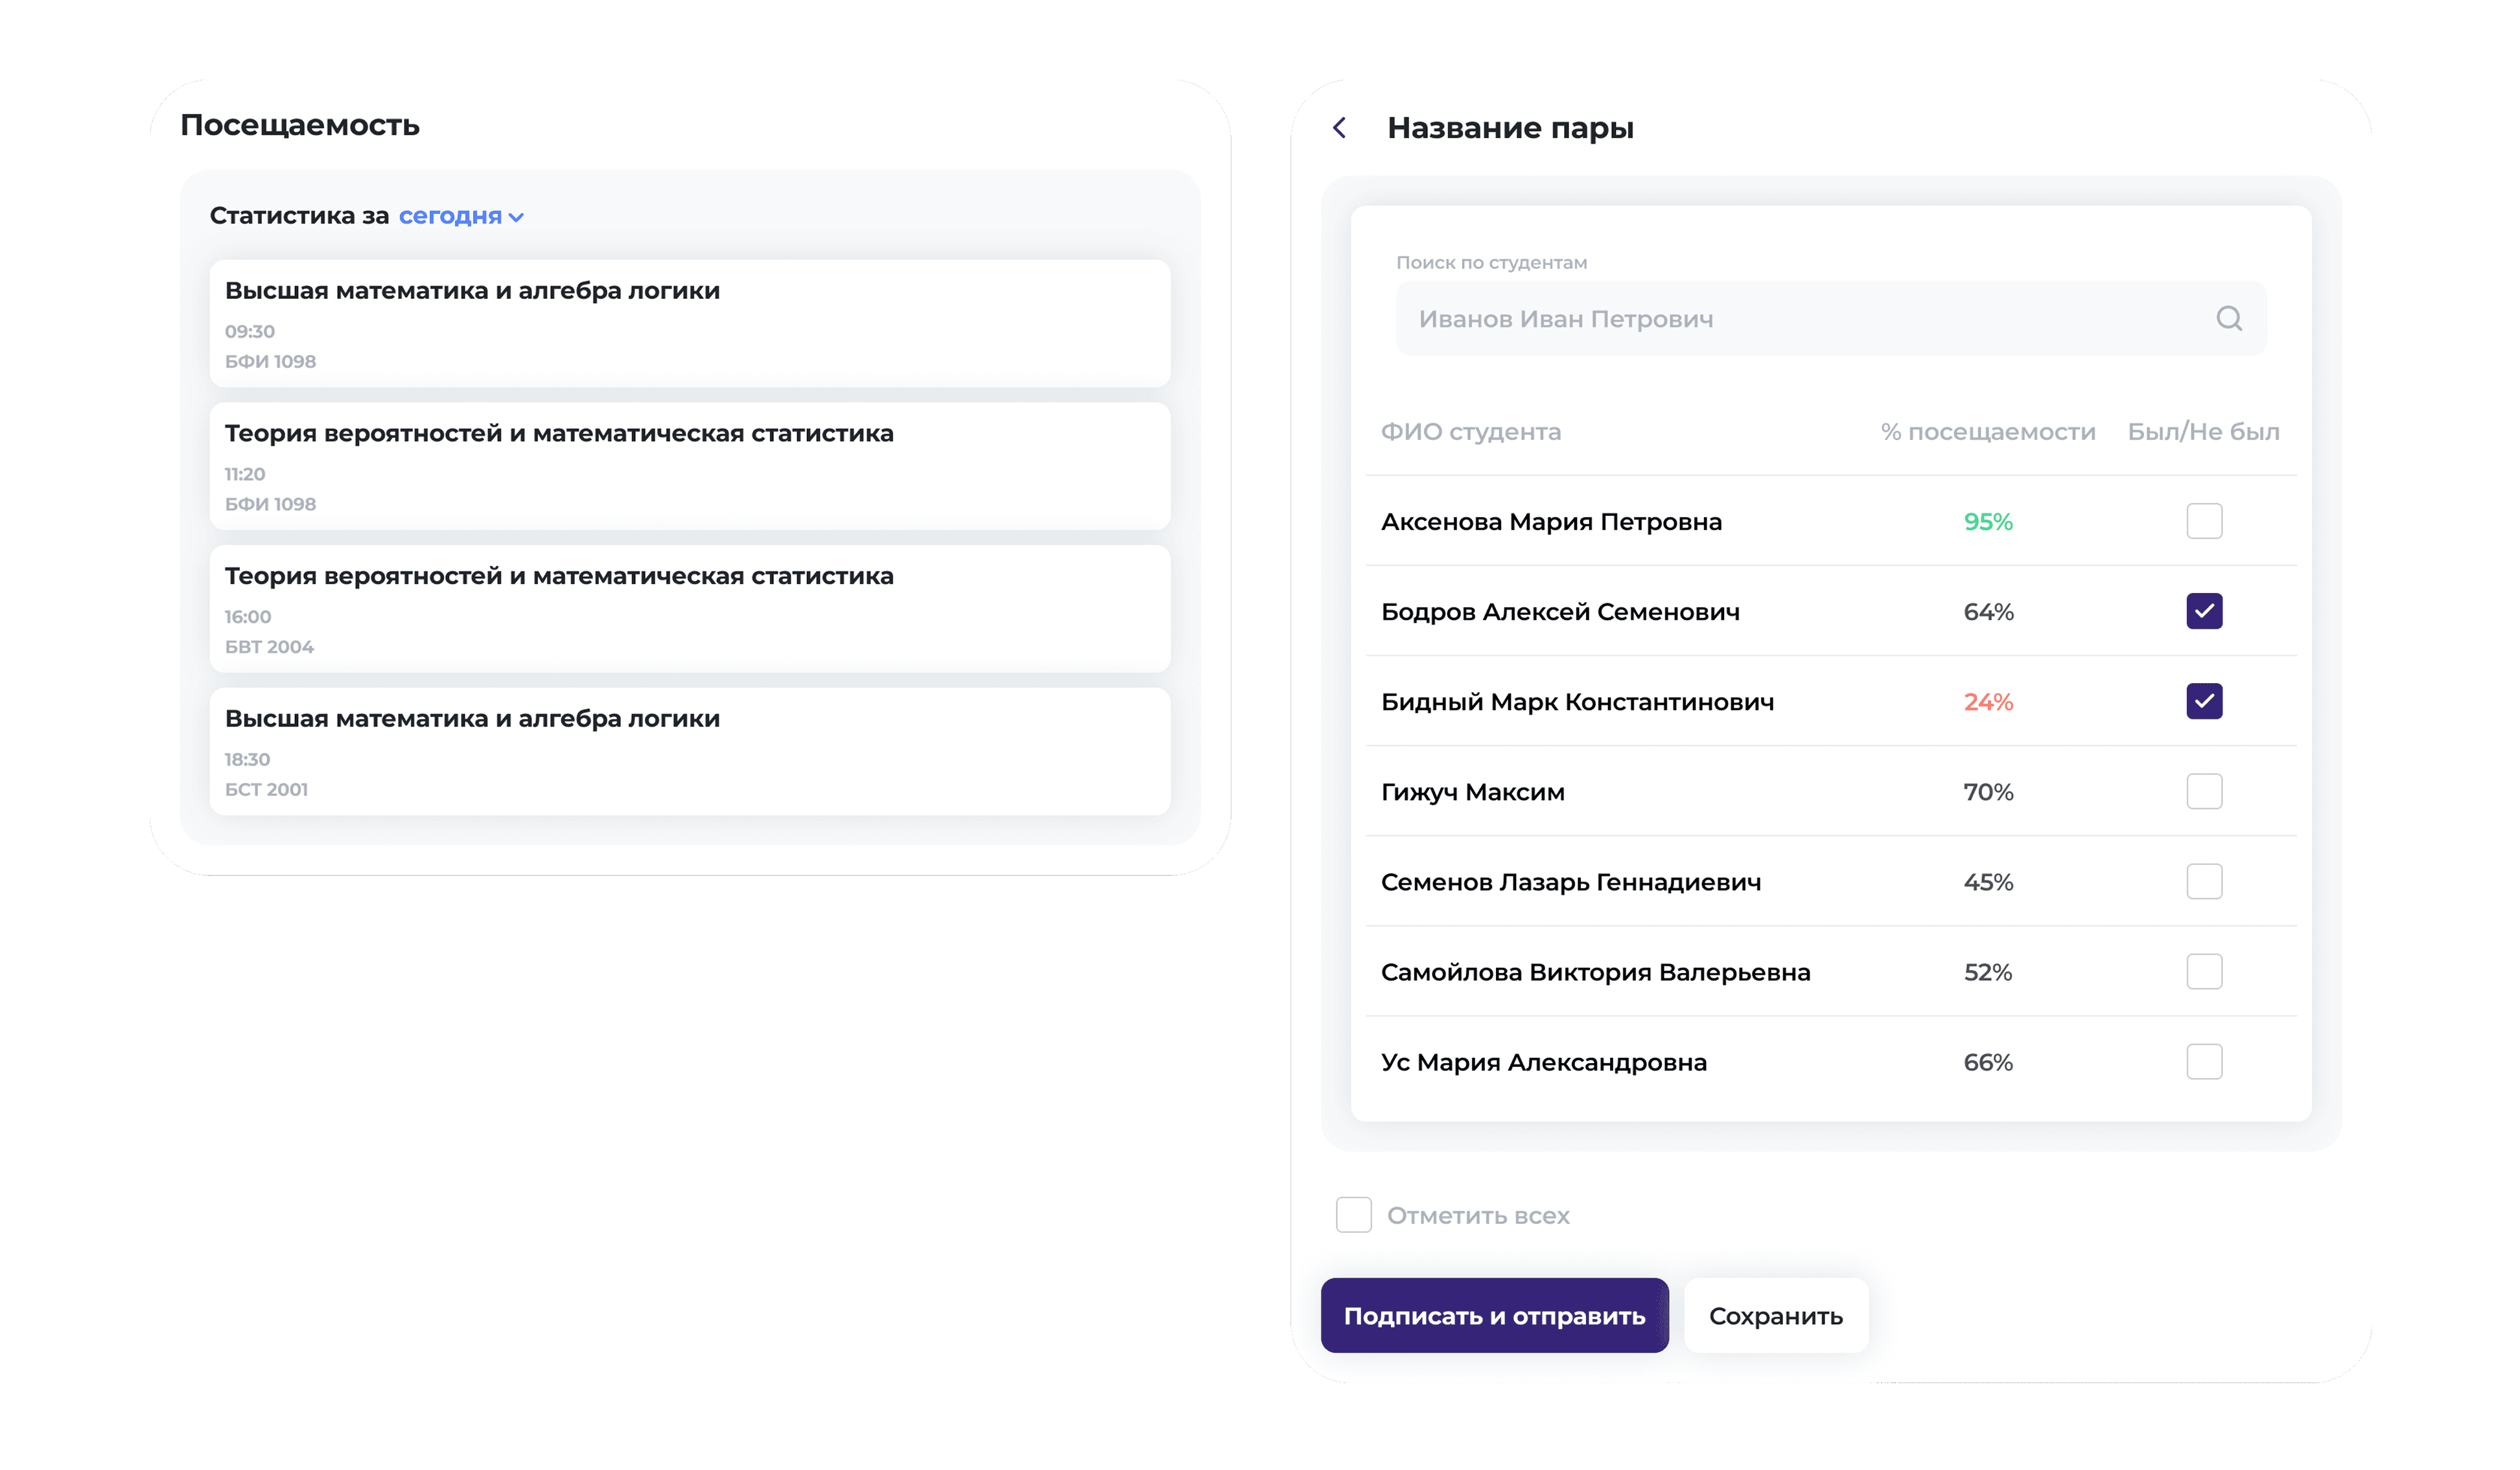 Посещаемость
Статистика за сегодня
Высшая математика и алгебра логики
09:30
БФИ 1098
Теория вероятностей и математическая статистика
11:20
БФИ 1098
Теория вероятностей и математическая статистика
16:00
БВТ 2004
Высшая математика и алгебра логики
18:30
БСТ 2001
Название пары
Поиск по студентам
Иванов Иван Петрович
ФИО студента % посещаемости Был/Не был
Аксенова Мария Петровна 95%
Бодров Алексей Семенович 64%
Бидный Марк Константинович 24%
Гижуч Максим 70%
Семенов Лазарь Геннадиевич 45%
Самойлова Виктория Валерьевна 52%
Ус Мария Александровна 66%
Отметить всех
Подписать и отправить Сохранить